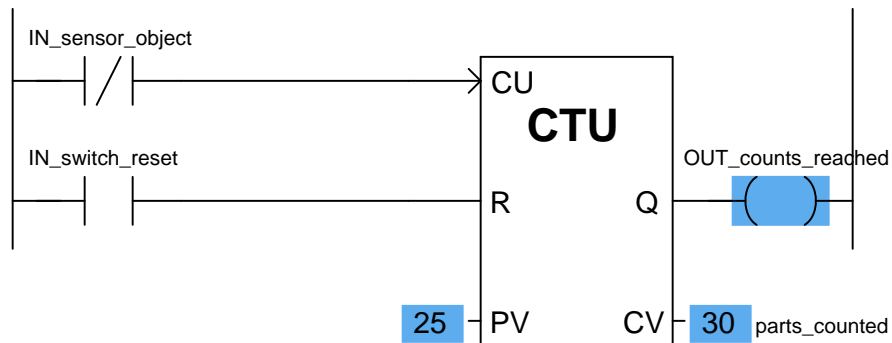 IN_sensor_object
CU
CTU
IN_switch_reset
OUT_counts_reached
R
Q
25
PV
CV
30
parts_counted